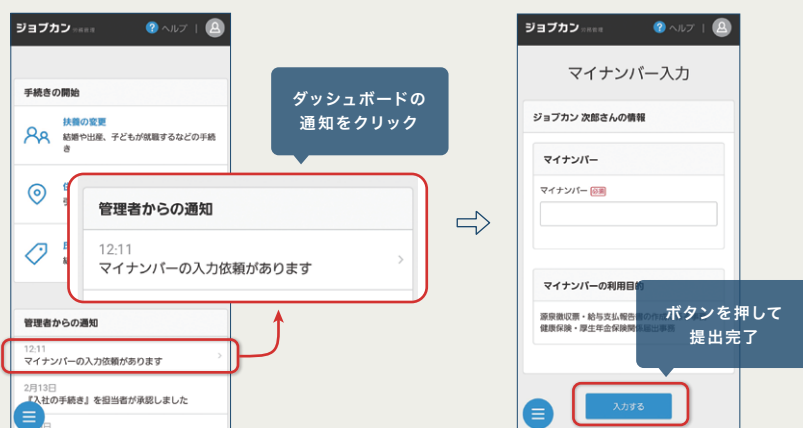 ジョブカン 労務管理
ヘルプ
手続きの開始
扶養の変更
結婚や出産、子どもが就職するなどの手続
き
管理者からの通知
12:11
マイナンバーの入力依頼があります
2月13日
『入社の手続き』を担当者が承認しました
日
ダッシュボードの
通知をクリック
管理者からの通知
12:11
マイナンバーの入力依頼があります
ジョブカン 労務管理
ヘルプ
マイナンバー入力
ジョブカン 次郎さんの情報
マイナンバー
マイナンバー 必須
マイナンバーの利用目的
源泉徴収票・給与支払報告書の作成
健康保険・厚生年金保険関係届出事務
ボタンを押して
提出完了
入力する